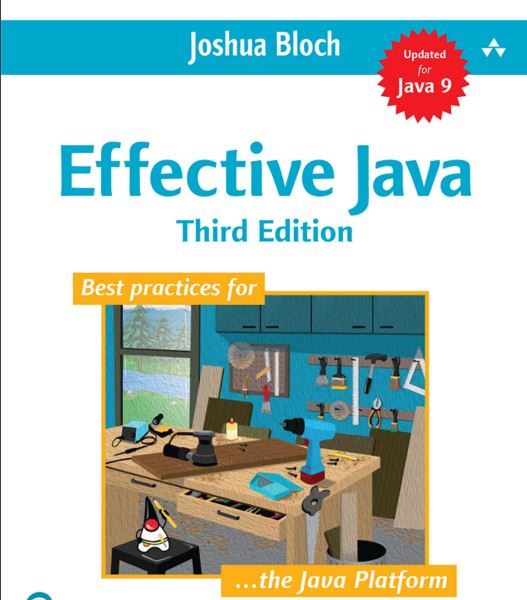 Joshua Bloch
Updated
for
Java 9
Effective Java
Third Edition
Best practices for
...the Java Platform